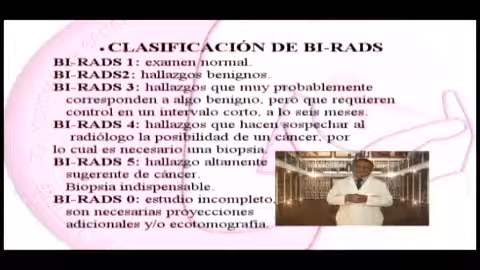 • CLASIFICACIÓN DE BI-RADS
BI-RADS 1: examen normal.
BI-RADS2: hallazgos benignos.
BI-RADS 3: hallazgos que muy probablemente
corresponden a algo benigno, pero que requieren
control en un intervalo corto, a lo seis meses.
BI-RADS 4: hallazgos que hacen sospechar al
radiólogo la posibilidad de un cáncer, por
lo cual es necesario una biopsia.
BI-RADS 5: hallazgo altamente
sugerente de cáncer.
Biopsia indispensable.
BI-RADS 0: estudio incompleto,
son necesarias proyecciones
adicionales y/o ecotomografia.